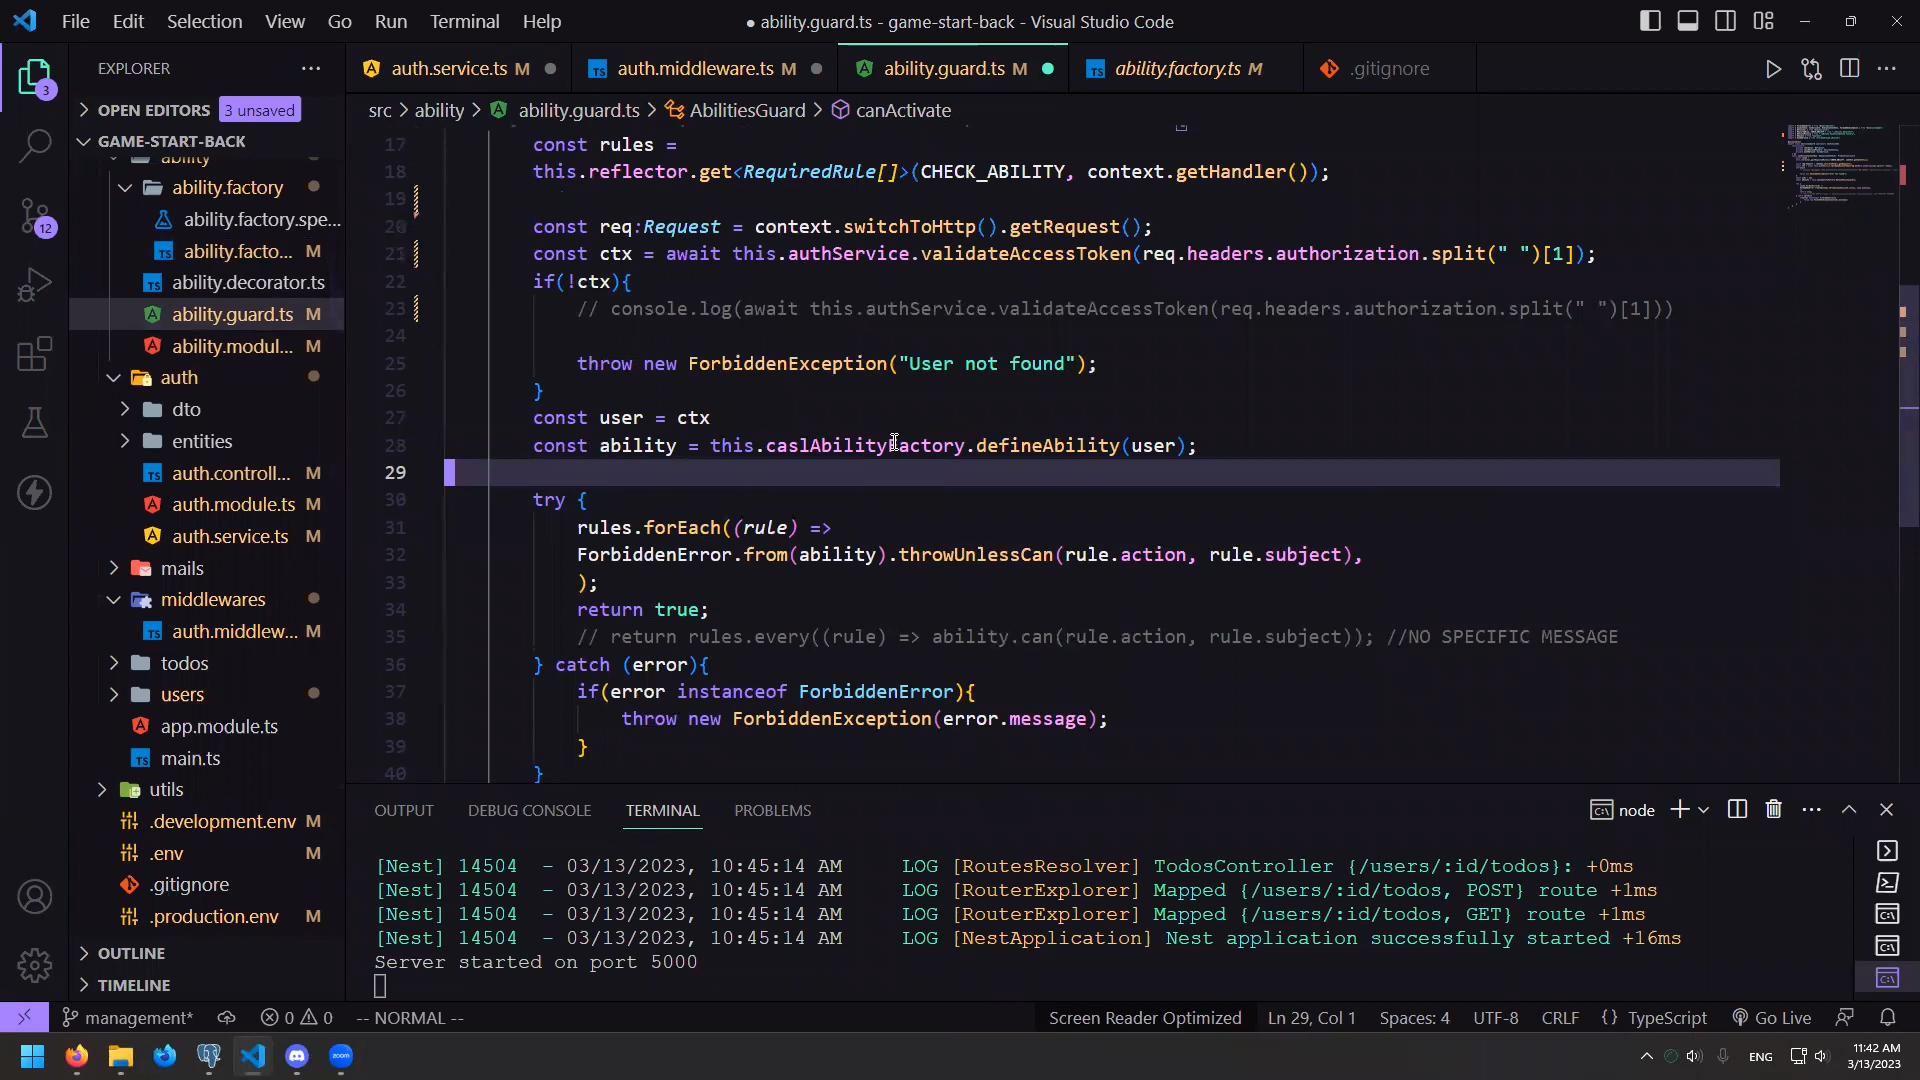 File Edit Selection View Go Run Terminal Help
● ability.guard.ts - game-start-back - Visual Studio Code
EXPLORER
3
OPEN EDITORS 3 unsaved
GAME-START-BACK
ability
ability.factory
ability.factory.spe...
12
ability.facto... M
ability.decorator.ts
ability.guard.ts M
ability.modul... M
auth
dto
entities
auth.controll... M
auth.module.ts M
auth.service.ts M
mails
middlewares
auth.middlew... M
todos
users
app.module.ts
main.ts
utils
.development.env M
.env M
.gitignore
.production.env M
OUTLINE
TIMELINE
auth.service.ts M
auth.middleware.ts M
ability.guard.ts M
ability.factory.ts M
.gitignore
src > ability > ability.guard.ts > AbilitiesGuard > canActivate
17 const rules =
18 this.reflector.get<RequiredRule[]>(CHECK_ABILITY, context.getHandler());
19
20 const req:Request = context.switchToHttp().getRequest();
21 const ctx = await this.authService.validateAccessToken(req.headers.authorization.split(" ")[1]);
22 if(!ctx){
23 // console.log(await this.authService.validateAccessToken(req.headers.authorization.split(" ")[1]))
24
25 throw new ForbiddenException("User not found");
26 }
27 const user = ctx
28 const ability = this.caslAbilityFactory.defineAbility(user);
29
30 try {
31 rules.forEach((rule) =>
32 ForbiddenError.from(ability).throwUnlessCan(rule.action, rule.subject),
33 );
34 return true;
35 // return rules.every((rule) => ability.can(rule.action, rule.subject)); //NO SPECIFIC MESSAGE
36 } catch (error){
37 if(error instanceof ForbiddenError){
38 throw new ForbiddenException(error.message);
39 }
40 }
OUTPUT DEBUG CONSOLE TERMINAL PROBLEMS
node
[Nest] 14504 - 03/13/2023, 10:45:14 AM LOG [RoutesResolver] TodosController {/users/:id/todos}: +0ms
[Nest] 14504 - 03/13/2023, 10:45:14 AM LOG [RouterExplorer] Mapped {/users/:id/todos, POST} route +1ms
[Nest] 14504 - 03/13/2023, 10:45:14 AM LOG [RouterExplorer] Mapped {/users/:id/todos, GET} route +1ms
[Nest] 14504 - 03/13/2023, 10:45:14 AM LOG [NestApplication] Nest application successfully started +16ms
Server started on port 5000
management* 0 0 -- NORMAL --
Screen Reader Optimized Ln 29, Col 1 Spaces: 4 UTF-8 CRLF {} TypeScript Go Live
zoom
ENG
11:42 AM
3/13/2023